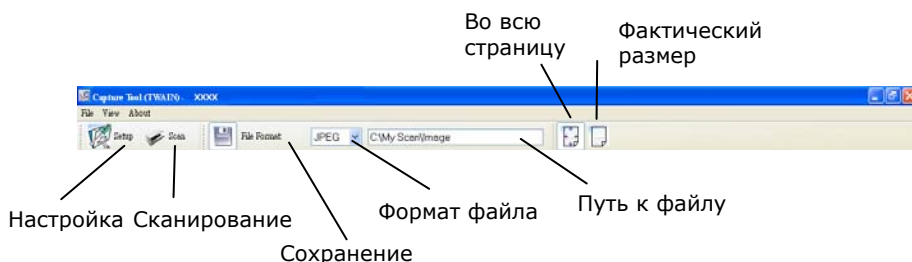 Во всю
страницу
Фактический
размер
Capture Tool (TWAIN) - XXXX
File View About
Setup Scan File Format: JPEG C:\My Scan\Image
Настройка Сканирование
Формат файла
Путь к файлу
Сохранение